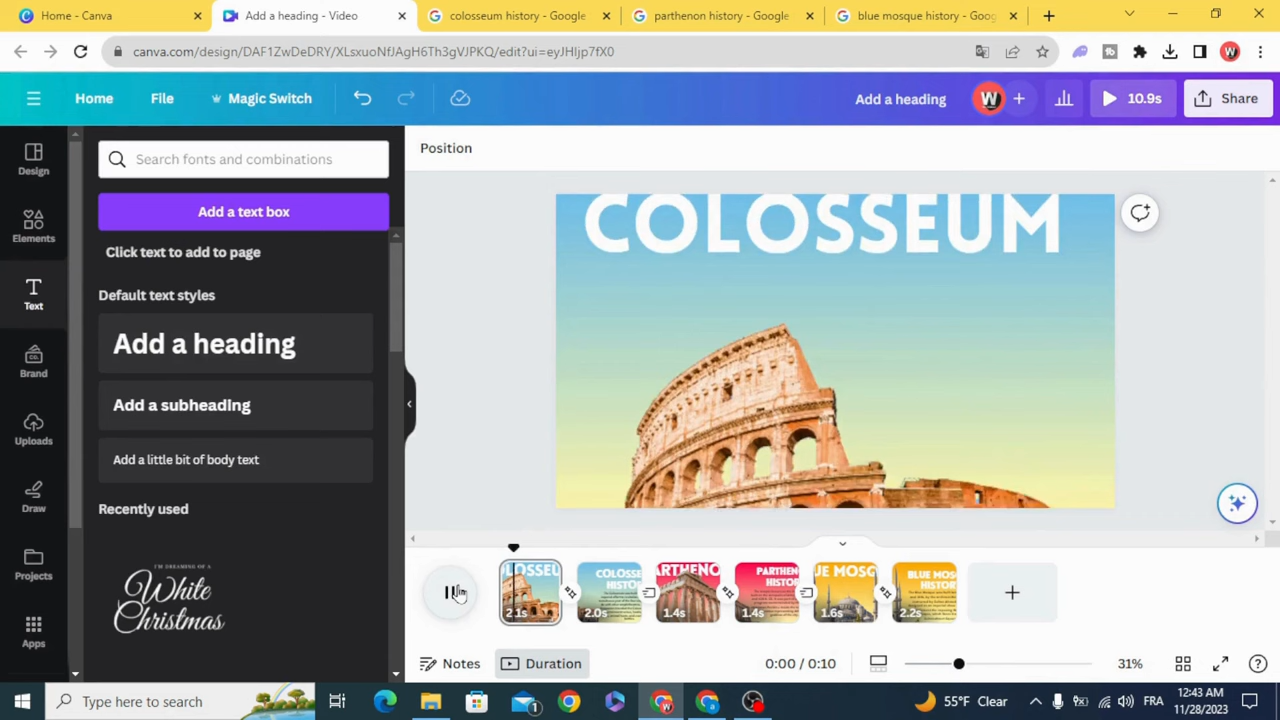 Home - Canva
Add a heading - Video
colosseum history - Google
parthenon history - Google
blue mosque history - Goog
canva.com/design/DAF1ZwDeDRY/XLsxuoNfJAgH6Th3gVJPKQ/edit?ui=eyJHIjp7fX0
Home
File
Magic Switch
Add a heading
W
10.9s
Share
Design
Elements
Text
Brand
Uploads
Draw
Projects
Apps
Search fonts and combinations
Add a text box
Click text to add to page
Default text styles
Add a heading
Add a subheading
Add a little bit of body text
Recently used
I'M DREAMING OF A
White
Christmas
Position
COLOSSEUM
2.1s
2.0s
1.4s
1.4s
1.6s
2.2s
Notes
Duration
0:00 / 0:10
31%
Type here to search
55°F Clear
FRA
12:43 AM
11/28/2023